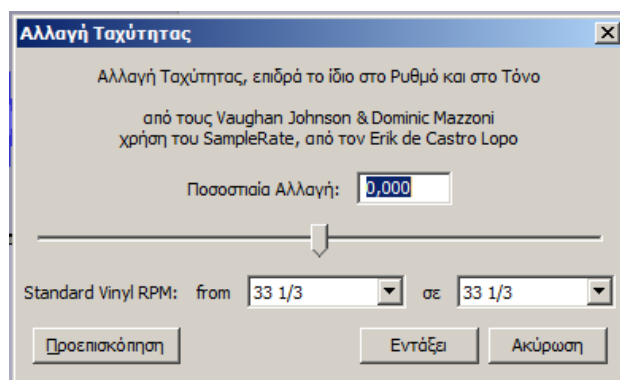 Αλλαγή Ταχύτητας
Αλλαγή Ταχύτητας, επιδρά το ίδιο στο Ρυθμό και στο Τόνο
από τους Vaughan Johnson & Dominic Mazzoni
χρήση του SampleRate, από τον Erik de Castro Lopo
Ποσοστιαία Αλλαγή: 0,000
Standard Vinyl RPM: from 33 1/3 σε 33 1/3
Προεπισκόπηση Εντάξει Ακύρωση